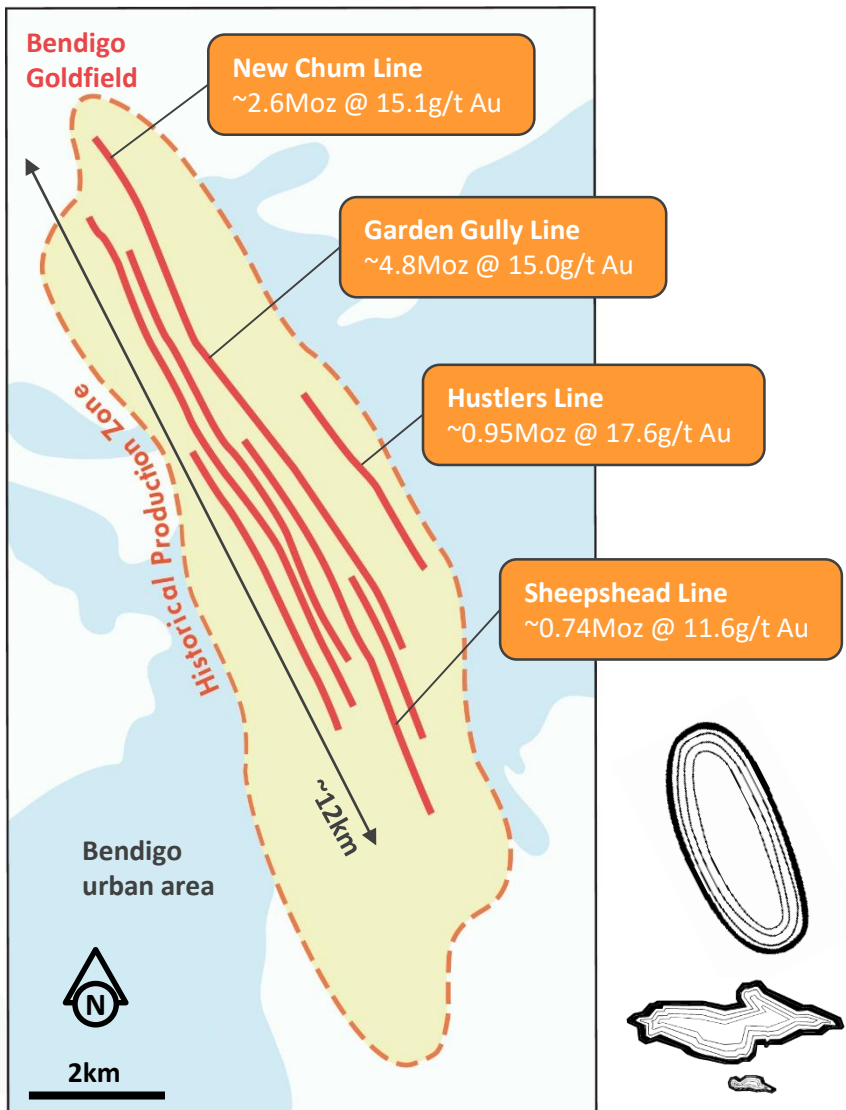 Bendigo
Goldfield
New Chum Line
~2.6Moz @ 15.1g/t Au
Garden Gully Line
~4.8Moz @ 15.0g/t Au
Hustlers Line
~0.95Moz @ 17.6g/t Au
Historical Production Zone
Sheepshead Line
~0.74Moz @ 11.6g/t Au
~12km
Bendigo
urban area
N
2km